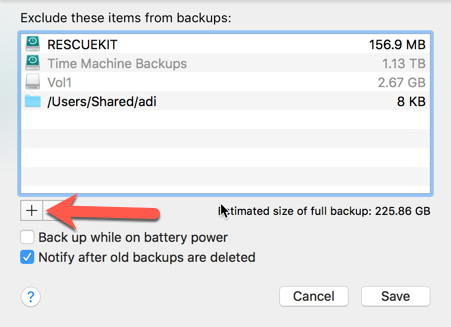 Exclude these items from backups:
RESCUEKIT 156.9 MB
Time Machine Backups 1.13 TB
Vol1 2.67 GB
/Users/Shared/adi 8 KB
+ size of full backup: 225.86 GB
Back up while on battery power
Notify after old backups are deleted
? Cancel Save